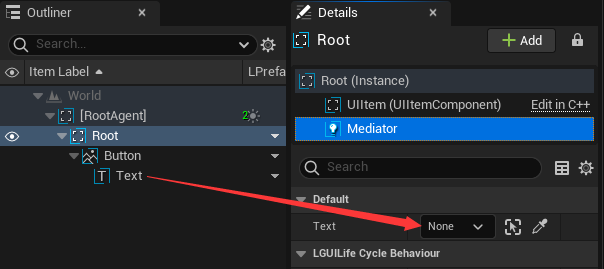 Outliner
Search...
Item Label LPrefa
World
[RootAgent] 2
Root
Button
T Text
Details
Root
Add
Root (Instance)
UIItem (UIItemComponent) Edit in C++
Mediator
Search
Default
Text None
LGUILife Cycle Behaviour